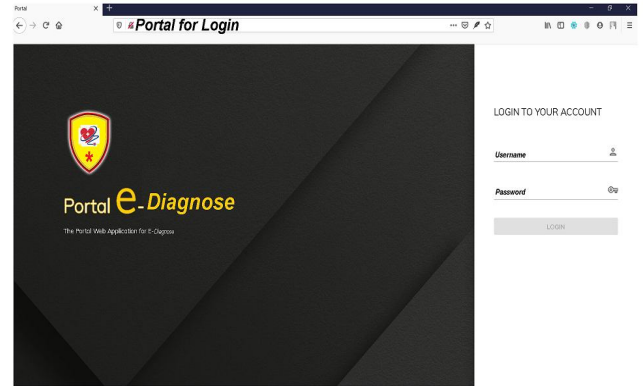 Portal
Portal for Login
LOGIN TO YOUR ACCOUNT
Username
Password
LOGIN
Portal e-Diagnose
The Portal Web Application for E-Diagnose